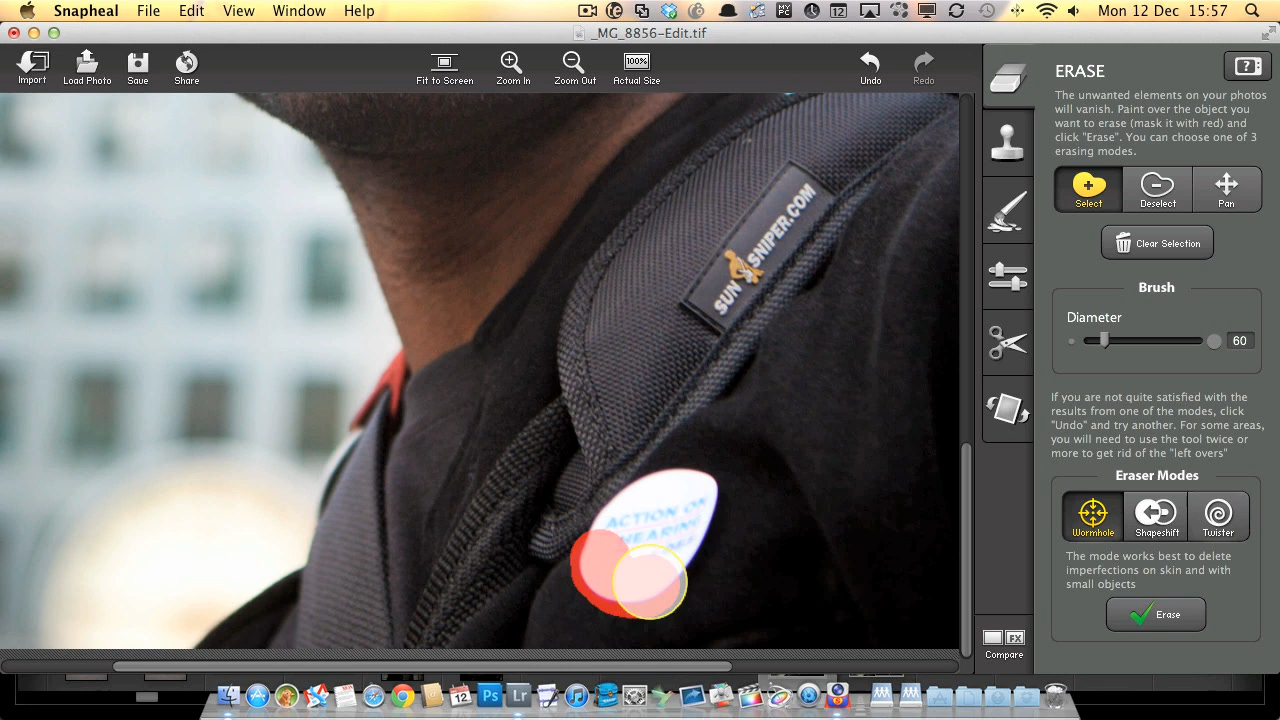 Snapheal File Edit View Window Help Mon 12 Dec 15:57
_MG_8856-Edit.tif
Import Load Photo Save Share Fit to Screen Zoom In Zoom Out 100% Actual Size Undo Redo
ERASE
The unwanted elements on your photos
will vanish. Paint over the object you
want to erase (mask it with red) and
click "Erase". You can choose one of 3
erasing modes.
Select Deselect Pan
Clear Selection
Brush
Diameter
60
If you are not quite satisfied with the
results from one of the modes, click
"Undo" and try another. For some areas,
you will need to use the tool twice or
more to get rid of the "left overs"
Eraser Modes
Wormhole Shapeshift Twister
The mode works best to delete
imperfections on skin and with
small objects
Erase
FX
Compare
SUN SNIPER.COM
ACTION ON
HEARING
Ps Lr